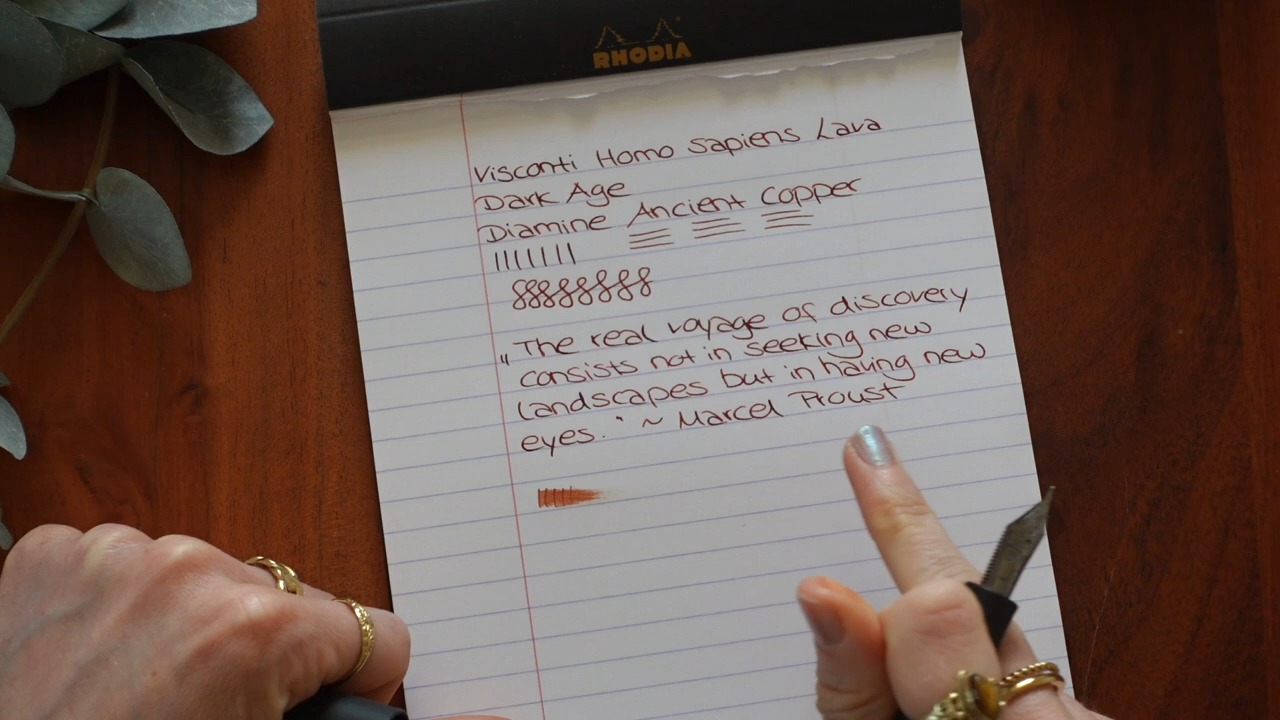 RHODIA
Visconti Homo Sapiens Lava
Dark Age
Diamine Ancient Copper
88888888
„The real voyage of discovery
consists not in seeking new
landscapes but in having new
eyes." ~ Marcel Proust